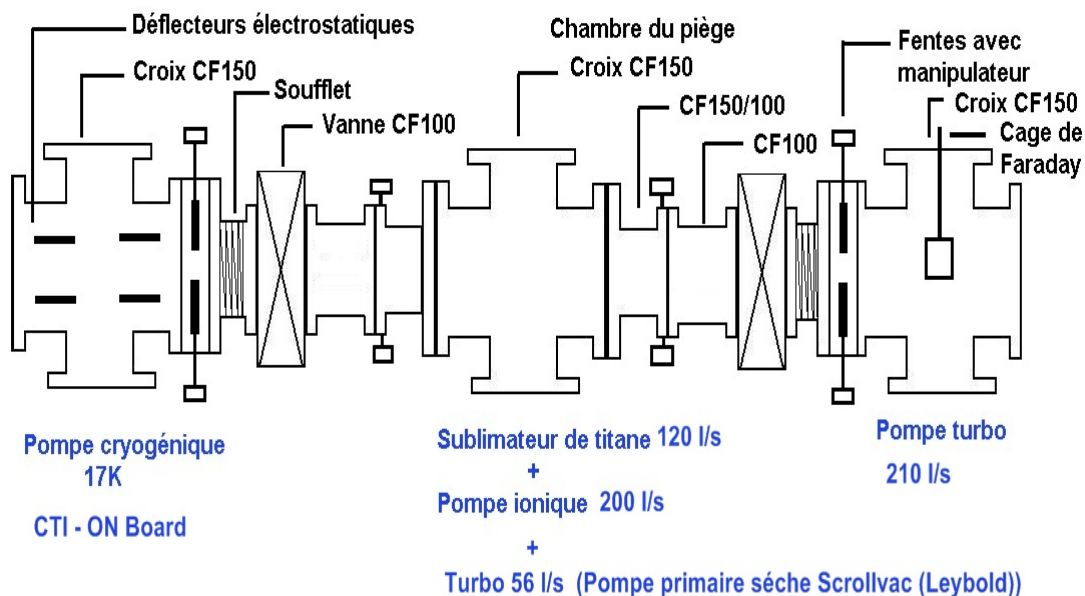 Déflecteurs électrostatiques
Croix CF150
Soufflet
Vanne CF100
Chambre du piège
Croix CF150
CF150/100
CF100
Fentes avec
manipulateur
Croix CF150
Cage de
Faraday
Pompe cryogénique
17K
CTI - ON Board
Sublimateur de titane 120 l/s
+
Pompe ionique 200 l/s
+
Turbo 56 l/s (Pompe primaire séche Scrollvac (Leybold))
Pompe turbo
210 l/s